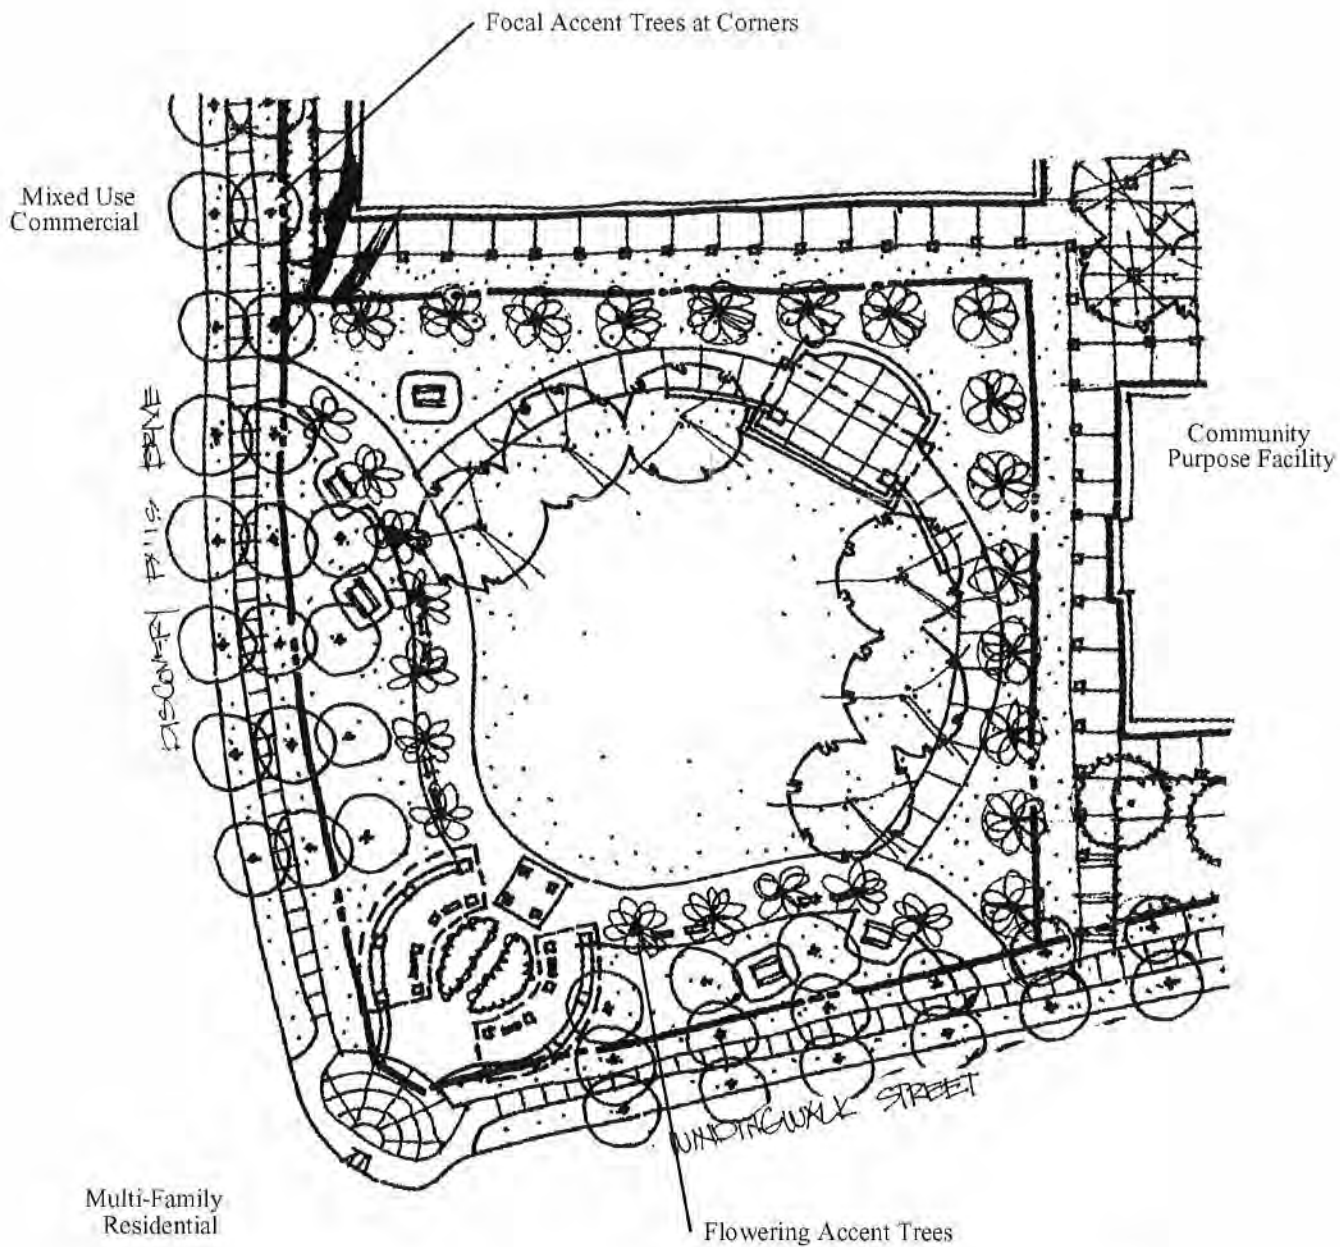 Focal Accent Trees at Corners
Mixed Use
Commercial
DISCOVERY FALLS DRIVE
Community
Purpose Facility
WINDINGWALK STREET
Multi-Family
Residential
Flowering Accent Trees